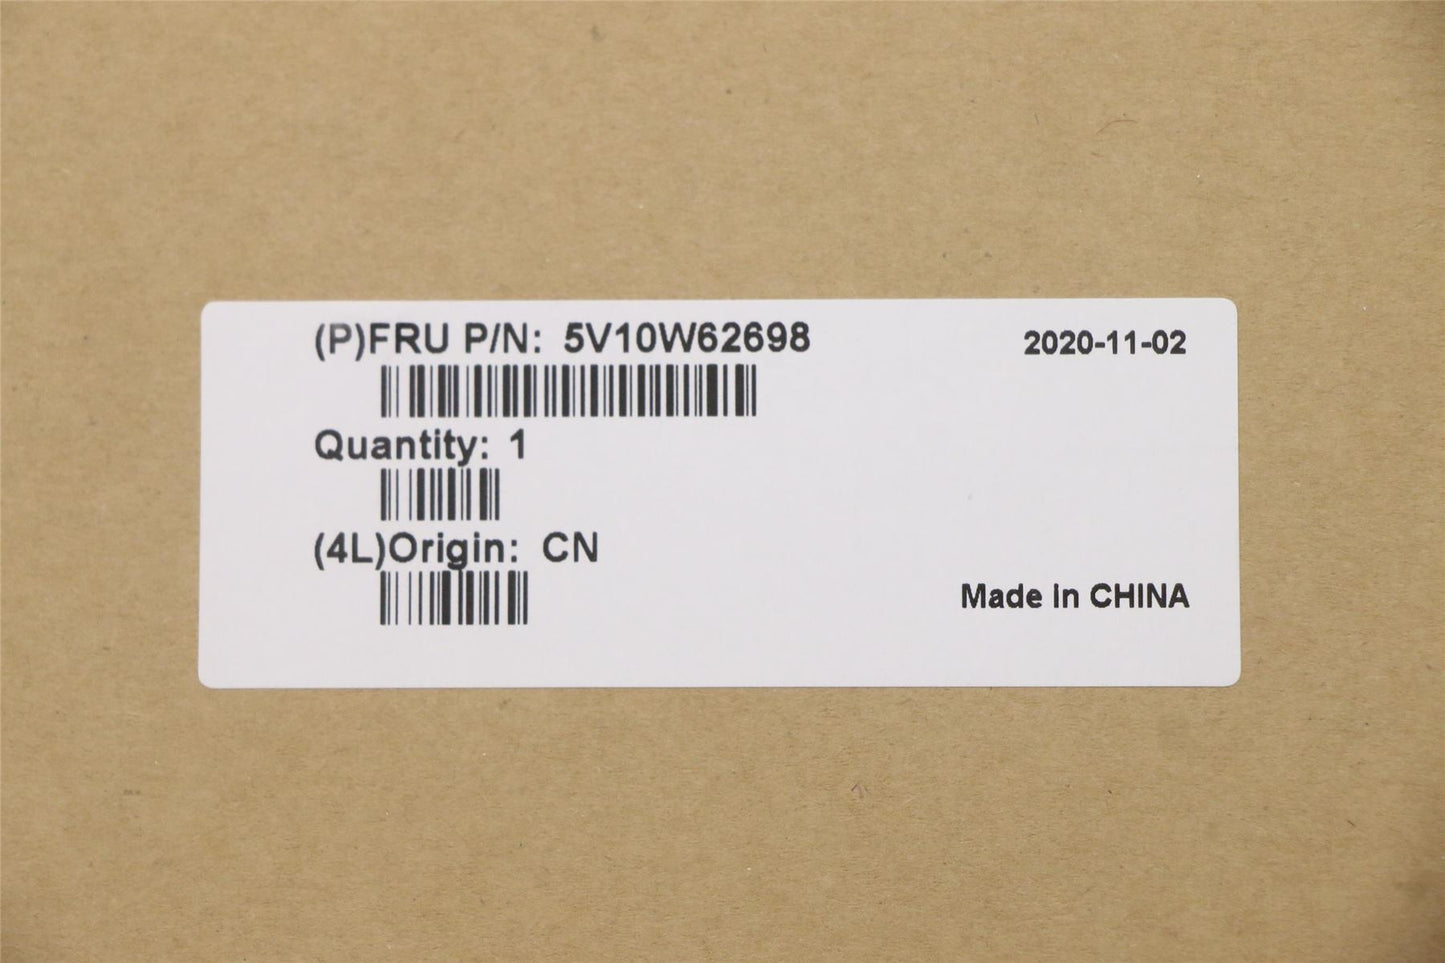 (P)FRU P/N: 5V10W62698
2020-11-02
Quantity: 1
(4L)Origin: CN
Made in CHINA